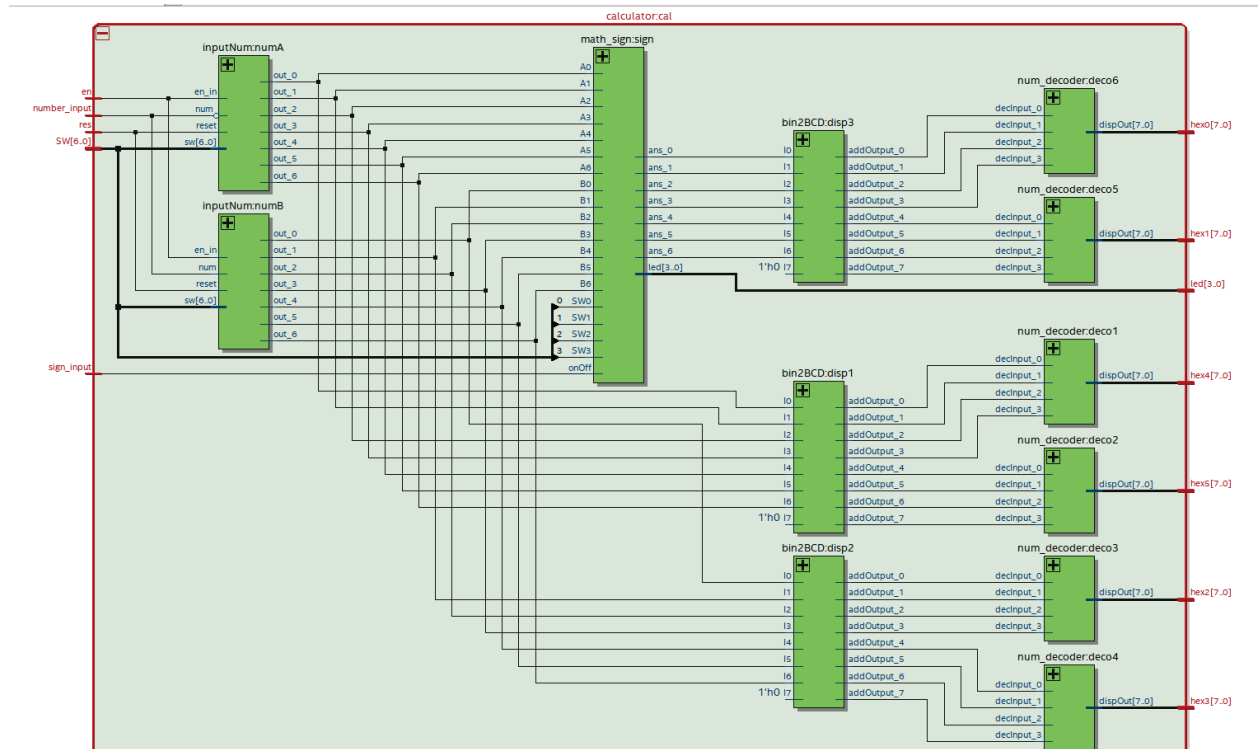 calculator:cal
inputNum:numA
en_in
num
reset
sw[6..0]
out_0
out_1
out_2
out_3
out_4
out_5
out_6
en
number_input
res
SW[6..0]
inputNum:numB
en_in
num
reset
sw[6..0]
out_0
out_1
out_2
out_3
out_4
out_5
out_6
sign_input
math_sign:sign
A0
A1
A2
A3
A4
A5
A6
B0
B1
B2
B3
B4
B5
B6
0 SW0
1 SW1
2 SW2
3 SW3
onOff
ans_0
ans_1
ans_2
ans_3
ans_4
ans_5
ans_6
led[3..0]
bin2BCD:disp3
I0
I1
I2
I3
I4
I5
I6
1'h0 I7
addOutput_0
addOutput_1
addOutput_2
addOutput_3
addOutput_4
addOutput_5
addOutput_6
addOutput_7
num_decoder:deco6
decInput_0
decInput_1
decInput_2
decInput_3
dispOut[7..0]
hex0[7..0]
num_decoder:deco5
decInput_0
decInput_1
decInput_2
decInput_3
dispOut[7..0]
hex1[7..0]
led[3..0]
bin2BCD:disp1
I0
I1
I2
I3
I4
I5
I6
1'h0 I7
addOutput_0
addOutput_1
addOutput_2
addOutput_3
addOutput_4
addOutput_5
addOutput_6
addOutput_7
num_decoder:deco1
decInput_0
decInput_1
decInput_2
decInput_3
dispOut[7..0]
hex4[7..0]
num_decoder:deco2
decInput_0
decInput_1
decInput_2
decInput_3
dispOut[7..0]
hex5[7..0]
bin2BCD:disp2
I0
I1
I2
I3
I4
I5
I6
1'h0 I7
addOutput_0
addOutput_1
addOutput_2
addOutput_3
addOutput_4
addOutput_5
addOutput_6
addOutput_7
num_decoder:deco3
decInput_0
decInput_1
decInput_2
decInput_3
dispOut[7..0]
hex2[7..0]
num_decoder:deco4
decInput_0
decInput_1
decInput_2
decInput_3
dispOut[7..0]
hex3[7..0]